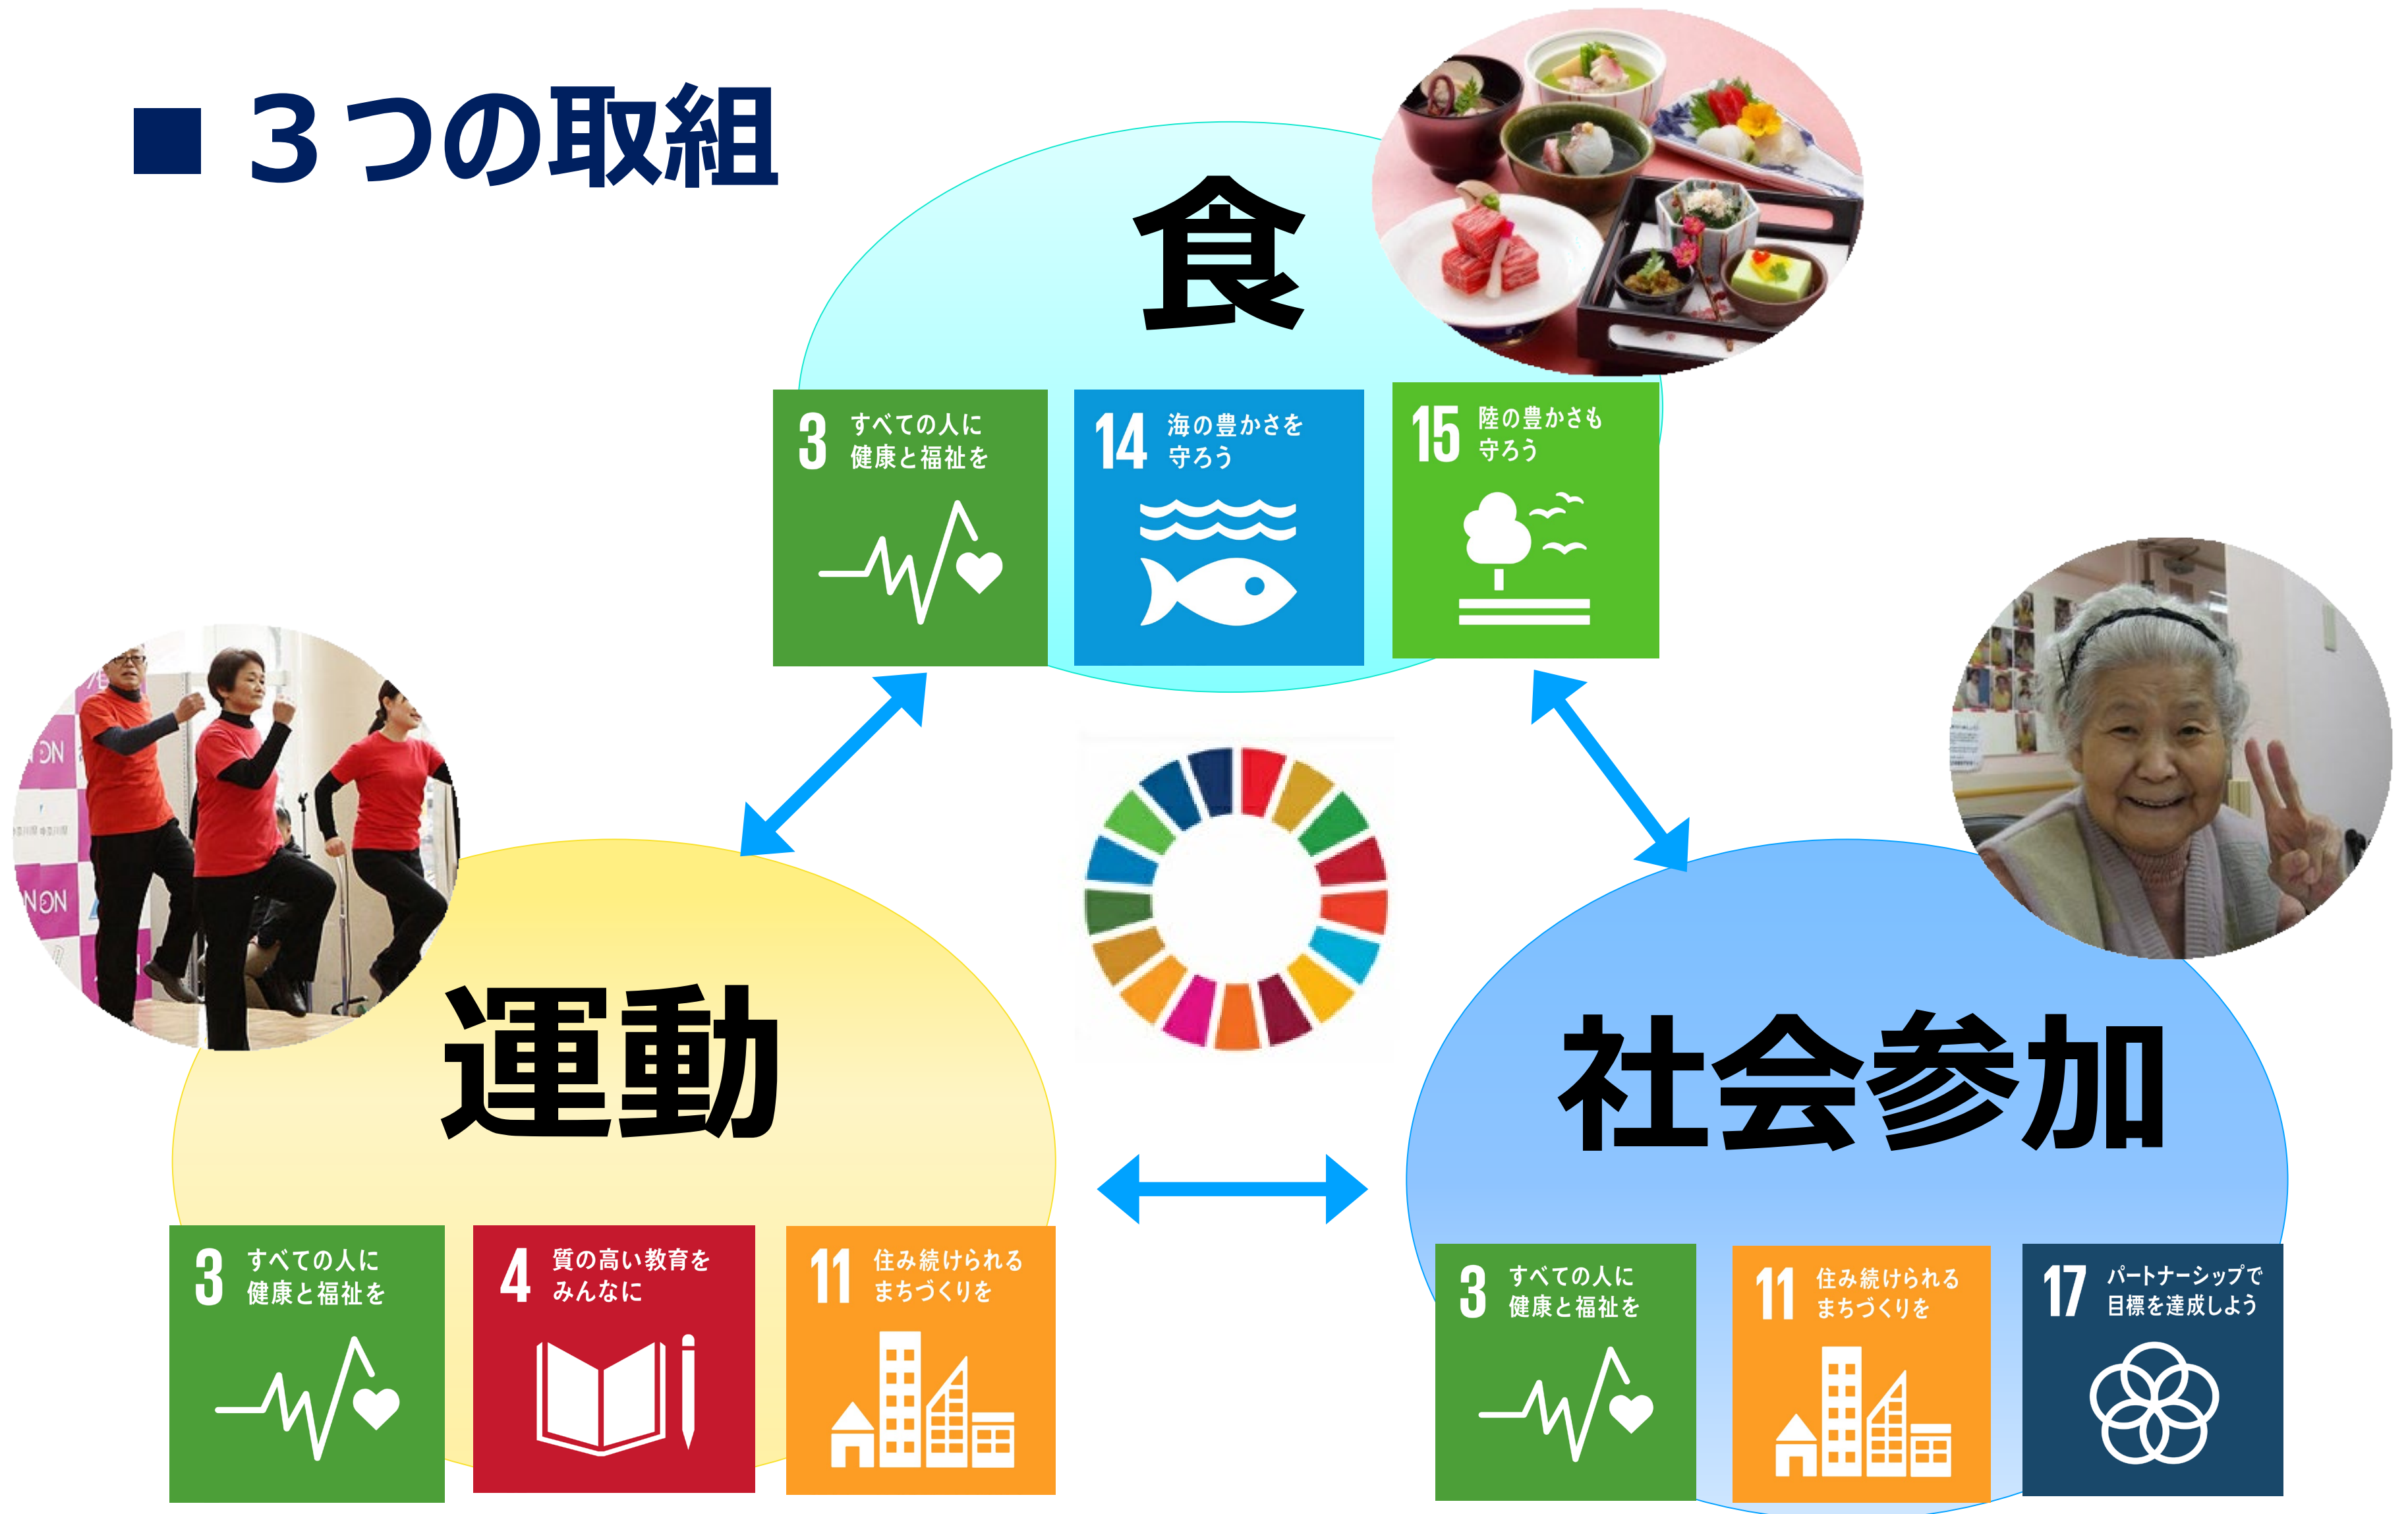 ■ 3つの取組
食
3 すべての人に
健康と福祉を
14 海の豊かさを
守ろう
15 陸の豊かさも
守ろう
運動
3 すべての人に
健康と福祉を
4 質の高い教育を
みんなに
11 住み続けられる
まちづくりを
社会参加
3 すべての人に
健康と福祉を
11 住み続けられる
まちづくりを
17 パートナーシップで
目標を達成しよう